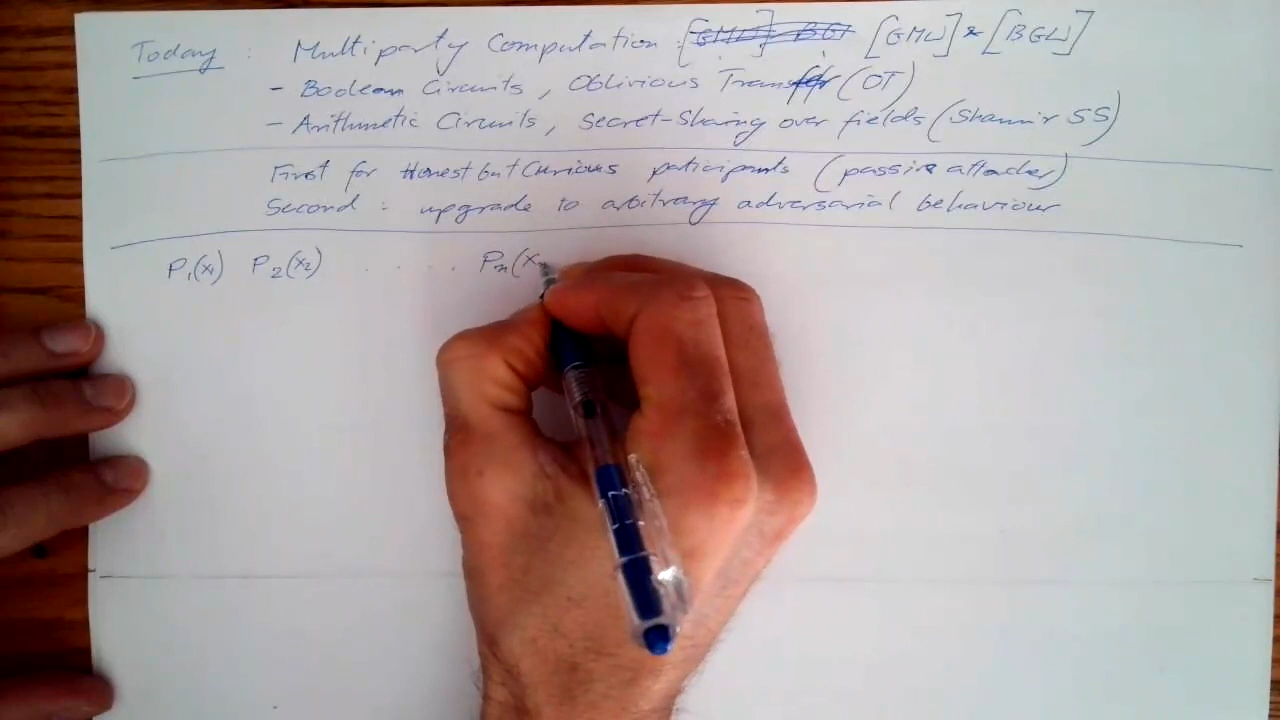 Today : Multiparty Computation : [GMW] & [BGW]
- Boolean Circuits, Oblivious Transfer (OT)
- Arithmetic Circuits, Secret-Sharing over fields (Shamir SS)
First for Honest but Curious participants (passive attacker)
Second : upgrade to arbitrary adversarial behaviour
P1(x1) P2(x2) . . . . . Pn(xn